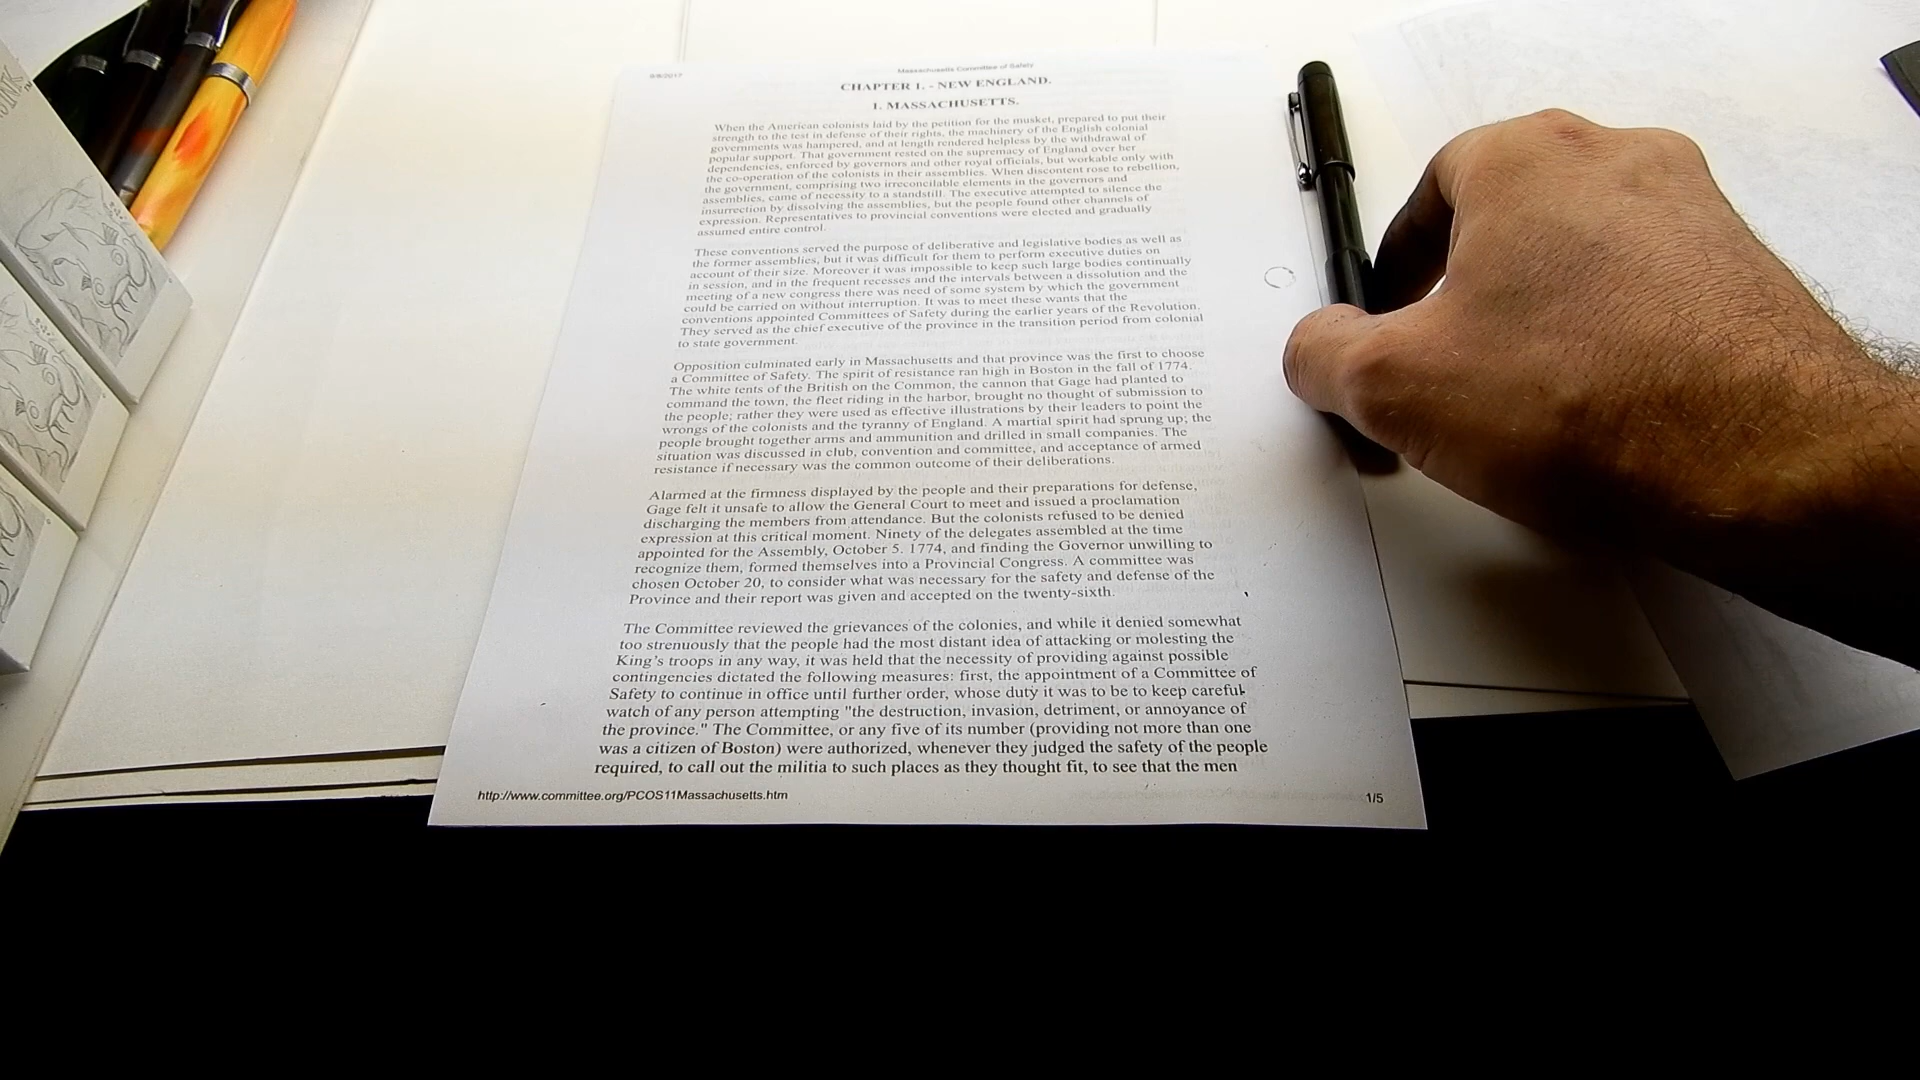 8/8/2017
Massachusetts Committee of Safety
CHAPTER I. - NEW ENGLAND.
1. MASSACHUSETTS.
When the American colonists laid by the petition for the musket, prepared to put their
strength to the test in defense of their rights, the machinery of the English colonial
governments was hampered, and at length rendered helpless by the withdrawal of
popular support. That government rested on the supremacy of England over her
dependencies, enforced by governors and other royal officials, but workable only with
the co-operation of the colonists in their assemblies. When discontent rose to rebellion,
the government, comprising two irreconcilable elements in the governors and
assemblies, came of necessity to a standstill. The executive attempted to silence the
insurrection by dissolving the assemblies, but the people found other channels of
expression. Representatives to provincial conventions were elected and gradually
assumed entire control.
These conventions served the purpose of deliberative and legislative bodies as well as
the former assemblies, but it was difficult for them to perform executive duties on
account of their size. Moreover it was impossible to keep such large bodies continually
in session, and in the frequent recesses and the intervals between a dissolution and the
meeting of a new congress there was need of some system by which the government
could be carried on without interruption. It was to meet these wants that the
conventions appointed Committees of Safety during the earlier years of the Revolution.
They served as the chief executive of the province in the transition period from colonial
to state government.
Opposition culminated early in Massachusetts and that province was the first to choose
a Committee of Safety. The spirit of resistance ran high in Boston in the fall of 1774.
The white tents of the British on the Common, the cannon that Gage had planted to
command the town, the fleet riding in the harbor, brought no thought of submission to
the people; rather they were used as effective illustrations by their leaders to point the
wrongs of the colonists and the tyranny of England. A martial spirit had sprung up; the
people brought together arms and ammunition and drilled in small companies. The
situation was discussed in club, convention and committee, and acceptance of armed
resistance if necessary was the common outcome of their deliberations.
Alarmed at the firmness displayed by the people and their preparations for defense,
Gage felt it unsafe to allow the General Court to meet and issued a proclamation
discharging the members from attendance. But the colonists refused to be denied
expression at this critical moment. Ninety of the delegates assembled at the time
appointed for the Assembly, October 5. 1774, and finding the Governor unwilling to
recognize them, formed themselves into a Provincial Congress. A committee was
chosen October 20, to consider what was necessary for the safety and defense of the
Province and their report was given and accepted on the twenty-sixth.
The Committee reviewed the grievances of the colonies, and while it denied somewhat
too strenuously that the people had the most distant idea of attacking or molesting the
King's troops in any way, it was held that the necessity of providing against possible
contingencies dictated the following measures: first, the appointment of a Committee of
Safety to continue in office until further order, whose duty it was to be to keep careful
watch of any person attempting "the destruction, invasion, detriment, or annoyance of
the province." The Committee, or any five of its number (providing not more than one
was a citizen of Boston) were authorized, whenever they judged the safety of the people
required, to call out the militia to such places as they thought fit, to see that the men
http://www.committee.org/PCOS11Massachusetts.htm
1/5